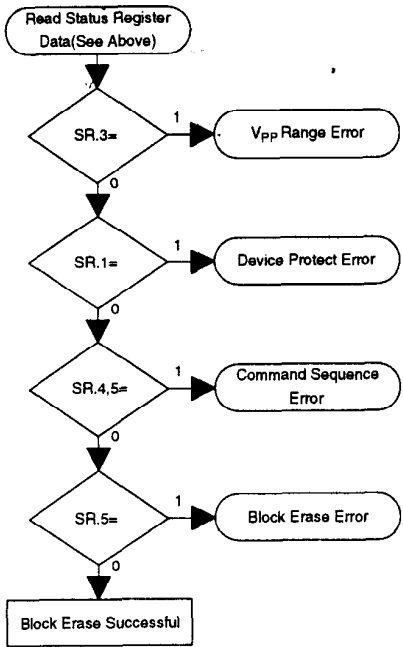 Read Status Register
Data(See Above)
SR.3=
1
VPP Range Error
0
SR.1=
1
Device Protect Error
0
SR.4,5=
1
Command Sequence
Error
0
SR.5=
1
Block Erase Error
0
Block Erase Successful